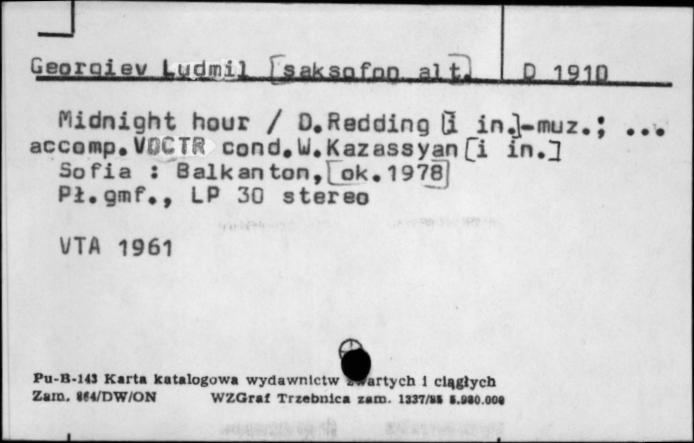 Georgiev Ludmil [saksofon alt.] D 1910
Midnight hour / D.Redding [i in.]-muz.; ...
accomp.VOCTR cond.W.Kazassyan [i in.]
Sofia : Balkanton, [ok.1978]
Pł.gmf., LP 30 stereo
VTA 1961
Pu-B-143 Karta katalogowa wydawnictw zwartych i ciągłych
Zam. 864/DW/ON WZGraf Trzebnica zam. 1337/85 5.980.000